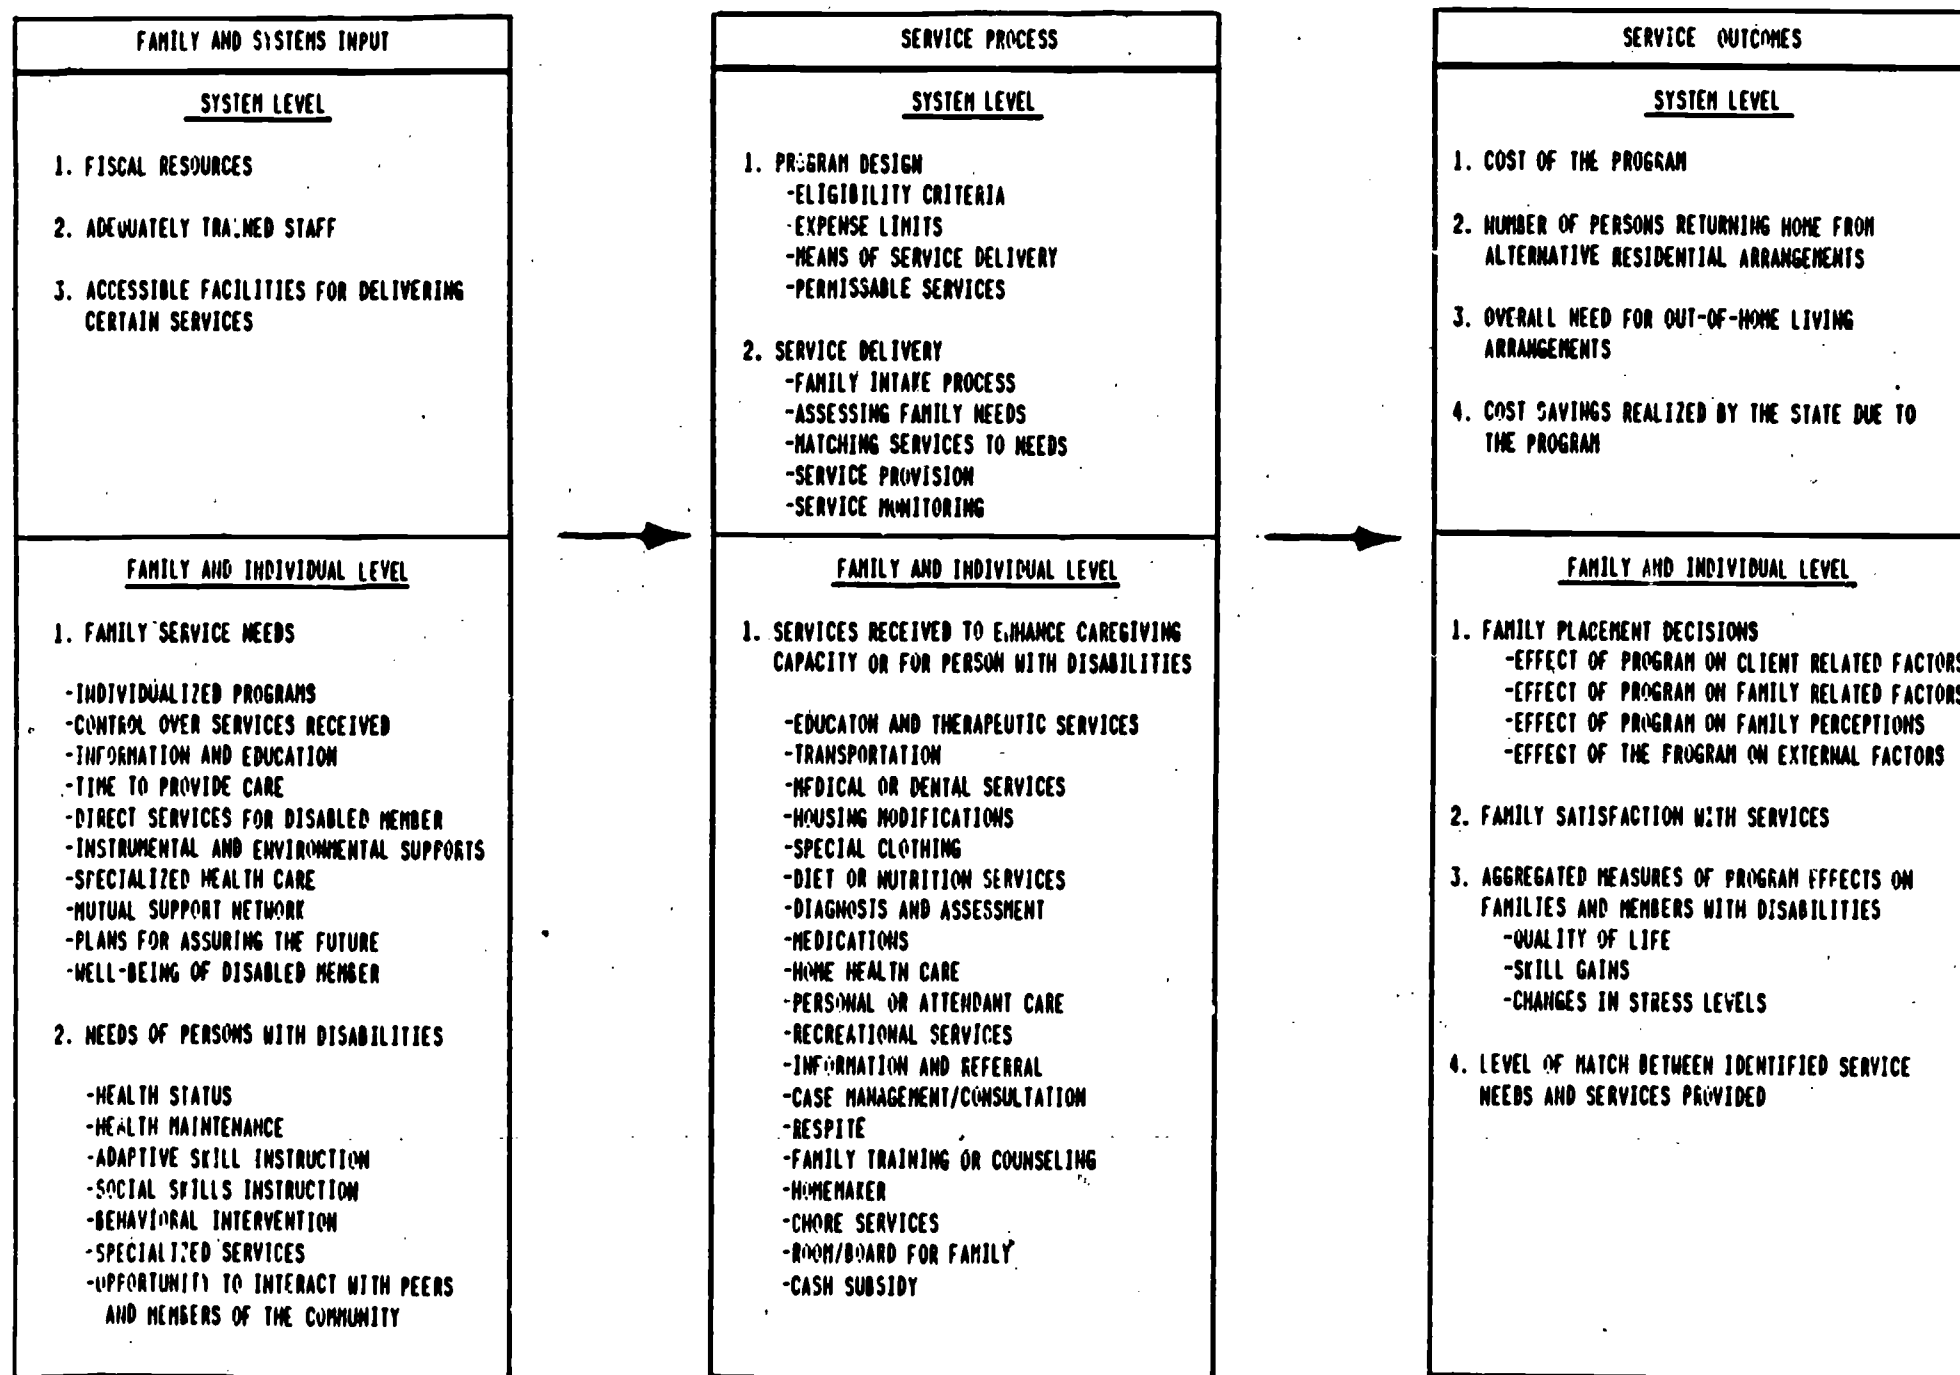 FAMILY AND SYSTEMS INPUT
SYSTEM LEVEL
1. FISCAL RESOURCES
2. ADEQUATELY TRAINED STAFF
3. ACCESSIBLE FACILITIES FOR DELIVERING
CERTAIN SERVICES
FAMILY AND INDIVIDUAL LEVEL
1. FAMILY SERVICE NEEDS
-INDIVIDUALIZED PROGRAMS
-CONTROL OVER SERVICES RECEIVED
-INFORMATION AND EDUCATION
-TIME TO PROVIDE CARE
-DIRECT SERVICES FOR DISABLED MEMBER
-INSTRUMENTAL AND ENVIRONMENTAL SUPPORTS
-SPECIALIZED HEALTH CARE
-MUTUAL SUPPORT NETWORK
-PLANS FOR ASSURING THE FUTURE
-WELL-BEING OF DISABLED MEMBER
2. NEEDS OF PERSONS WITH DISABILITIES
-HEALTH STATUS
-HEALTH MAINTENANCE
-ADAPTIVE SKILL INSTRUCTION
-SOCIAL SKILLS INSTRUCTION
-BEHAVIORAL INTERVENTION
-SPECIALIZED SERVICES
-OPPORTUNITY TO INTERACT WITH PEERS
AND MEMBERS OF THE COMMUNITY
SERVICE PROCESS
SYSTEM LEVEL
1. PROGRAM DESIGN
-ELIGIBILITY CRITERIA
-EXPENSE LIMITS
-MEANS OF SERVICE DELIVERY
-PERMISSABLE SERVICES
2. SERVICE DELIVERY
-FAMILY INTAKE PROCESS
-ASSESSING FAMILY NEEDS
-MATCHING SERVICES TO NEEDS
-SERVICE PROVISION
-SERVICE MONITORING
FAMILY AND INDIVIDUAL LEVEL
1. SERVICES RECEIVED TO ENHANCE CAREGIVING
CAPACITY OR FOR PERSON WITH DISABILITIES
-EDUCATON AND THERAPEUTIC SERVICES
-TRANSPORTATION
-MEDICAL OR DENTAL SERVICES
-HOUSING MODIFICATIONS
-SPECIAL CLOTHING
-DIET OR NUTRITION SERVICES
-DIAGNOSIS AND ASSESSMENT
-MEDICATIONS
-HOME HEALTH CARE
-PERSONAL OR ATTENDANT CARE
-RECREATIONAL SERVICES
-INFORMATION AND REFERRAL
-CASE MANAGEMENT/CONSULTATION
-RESPITE
-FAMILY TRAINING OR COUNSELING
-HOMEMAKER
-CHORE SERVICES
-ROOM/BOARD FOR FAMILY
-CASH SUBSIDY
SERVICE OUTCOMES
SYSTEM LEVEL
1. COST OF THE PROGRAM
2. NUMBER OF PERSONS RETURNING HOME FROM
ALTERNATIVE RESIDENTIAL ARRANGEMENTS
3. OVERALL NEED FOR OUT-OF-HOME LIVING
ARRANGEMENTS
4. COST SAVINGS REALIZED BY THE STATE DUE TO
THE PROGRAM
FAMILY AND INDIVIDUAL LEVEL
1. FAMILY PLACEMENT DECISIONS
-EFFECT OF PROGRAM ON CLIENT RELATED FACTORS
-EFFECT OF PROGRAM ON FAMILY RELATED FACTORS
-EFFECT OF PROGRAM ON FAMILY PERCEPTIONS
-EFFECT OF THE PROGRAM ON EXTERNAL FACTORS
2. FAMILY SATISFACTION WITH SERVICES
3. AGGREGATED MEASURES OF PROGRAM EFFECTS ON
FAMILIES AND MEMBERS WITH DISABILITIES
-QUALITY OF LIFE
-SKILL GAINS
-CHANGES IN STRESS LEVELS
4. LEVEL OF MATCH BETWEEN IDENTIFIED SERVICE
NEEDS AND SERVICES PROVIDED